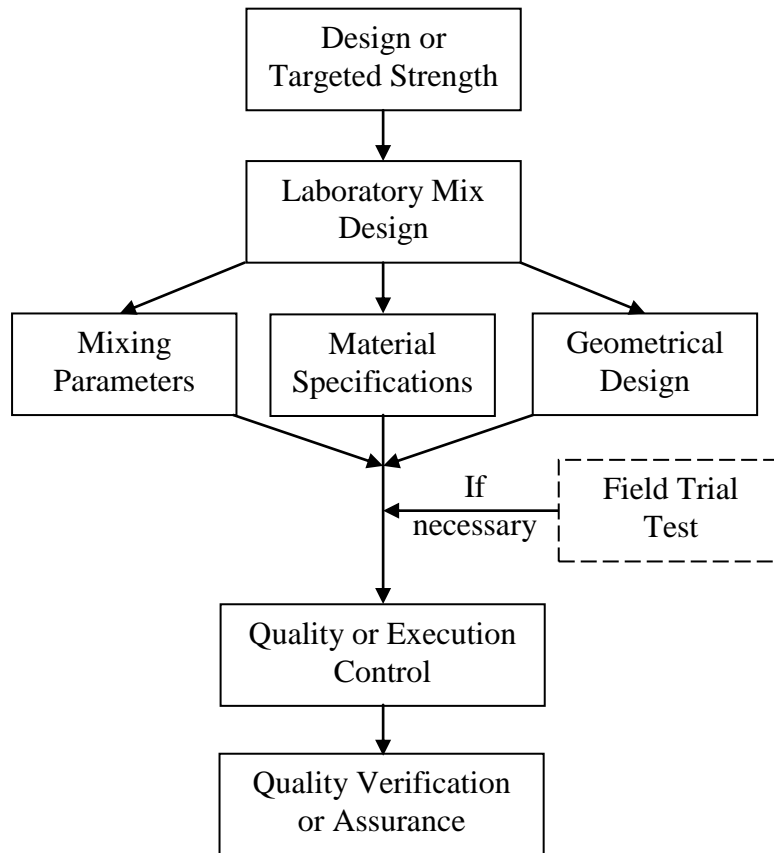 Design or
Targeted Strength
Laboratory Mix
Design
Mixing
Parameters
Material
Specifications
Geometrical
Design
If
necessary
Field Trial
Test
Quality or Execution
Control
Quality Verification
or Assurance